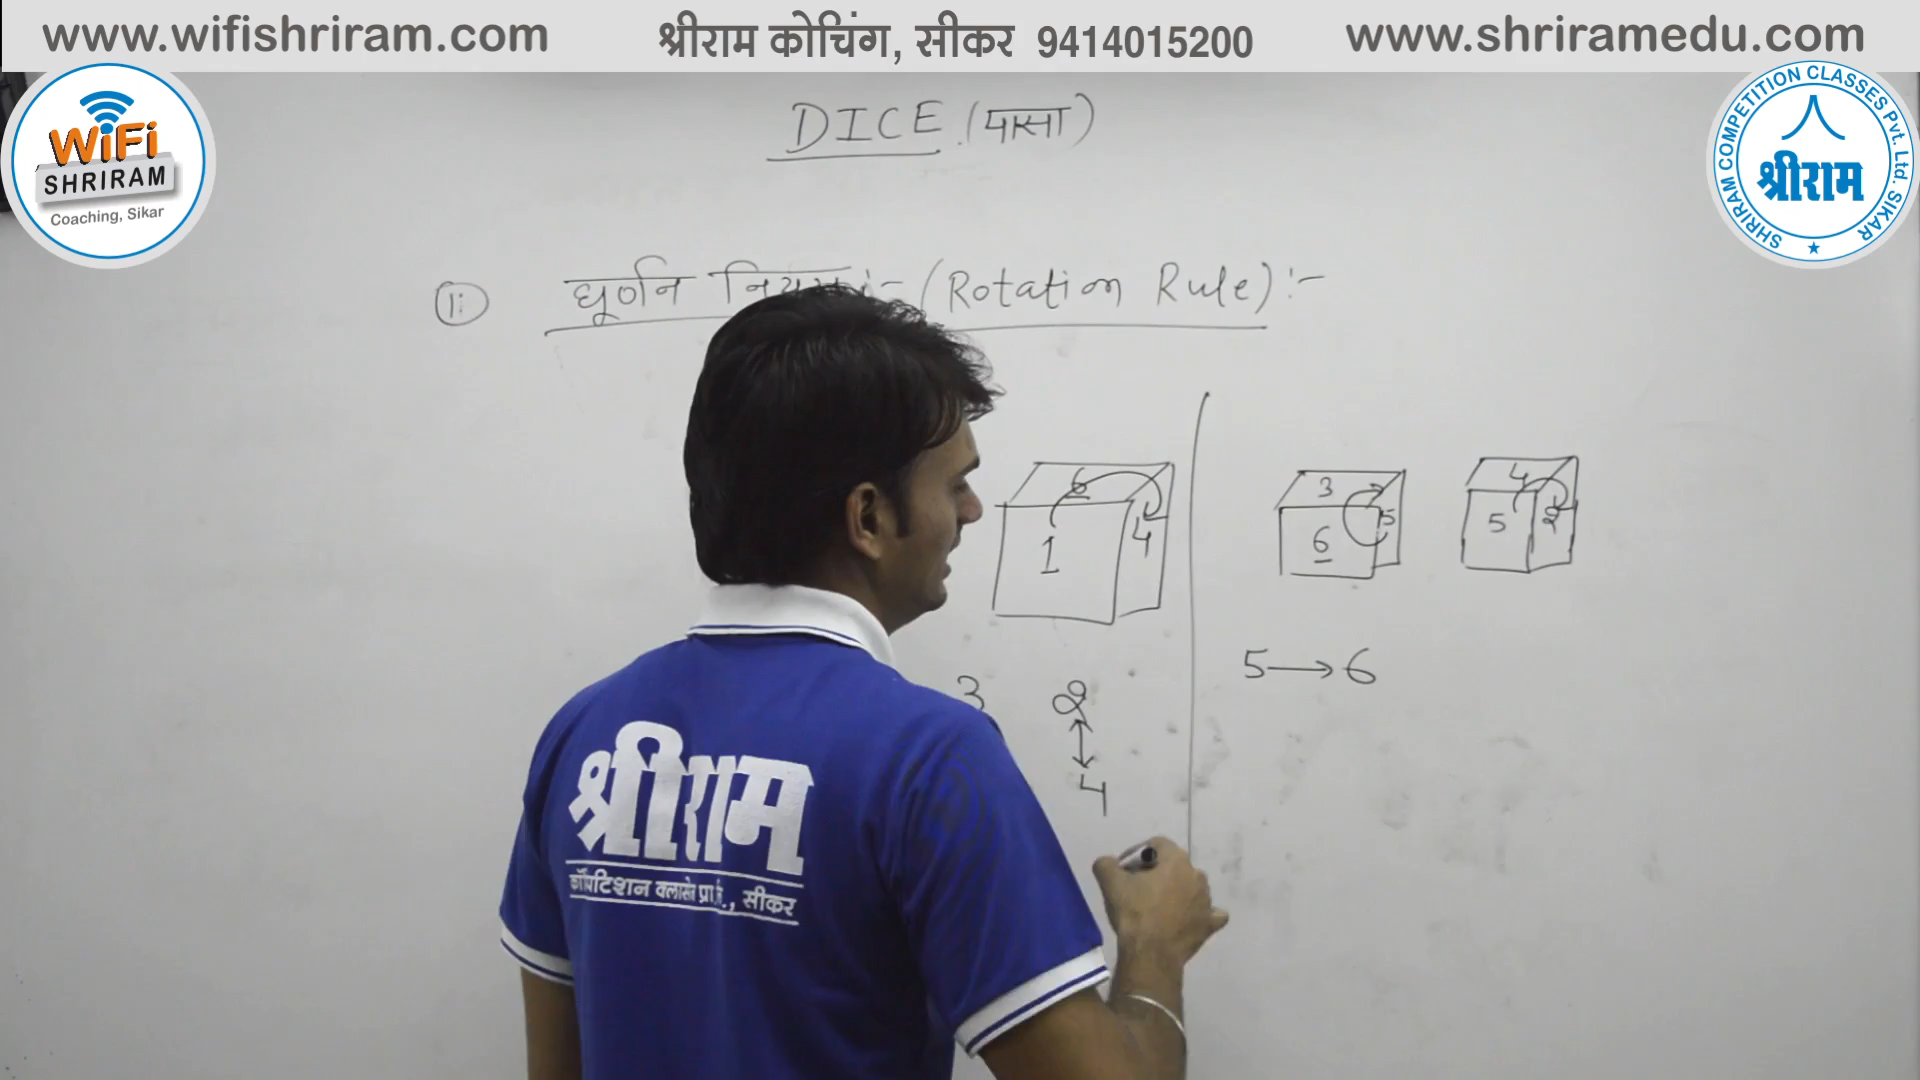 www.wifishriram.com
श्रीराम कोचिंग, सीकर 9414015200
www.shriramedu.com
WiFi
SHRIRAM
Coaching, Sikar
SHRIRAM COMPETITION CLASSES Pvt. Ltd. SIKAR
श्रीराम
DICE (पासा)
1: घूर्णन नियम :- (Rotation Rule) :-
6
1
4
3
6
5
4
5
2
5 → 6
3
2
4
श्रीराम
कॉम्पिटिशन क्लासेज प्रा.लि., सीकर